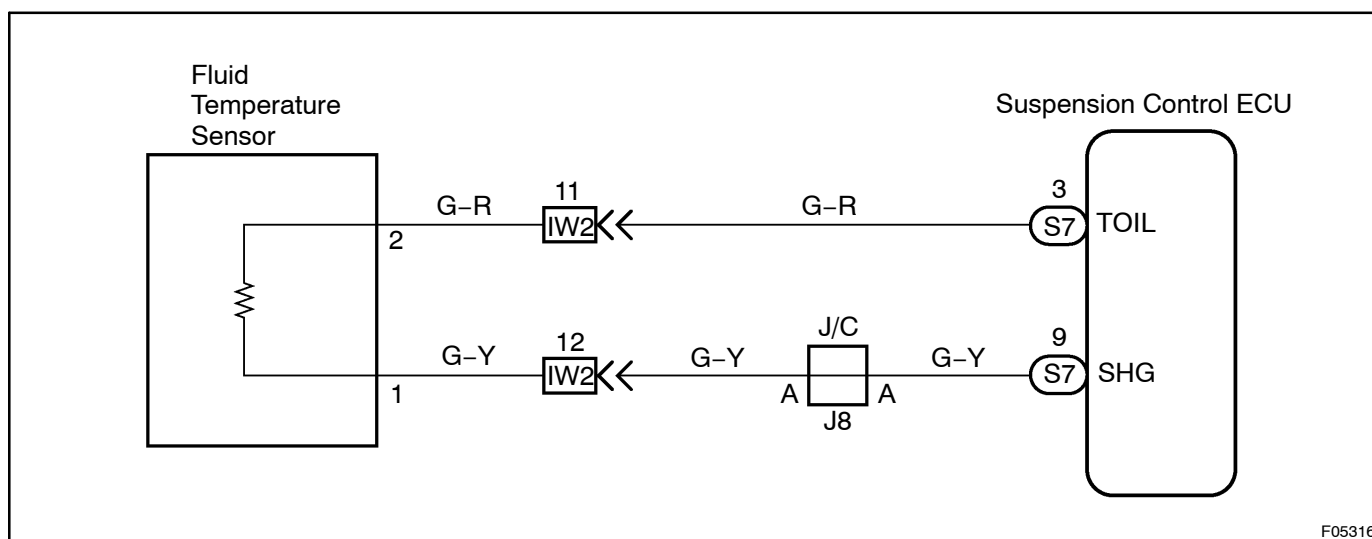 Fluid
Temperature
Sensor
Suspension Control ECU
G–R
11
IW2
G–R
3
S7
TOIL
2
G–Y
12
IW2
G–Y
J/C
A
A
J8
G–Y
9
S7
SHG
1
F05316